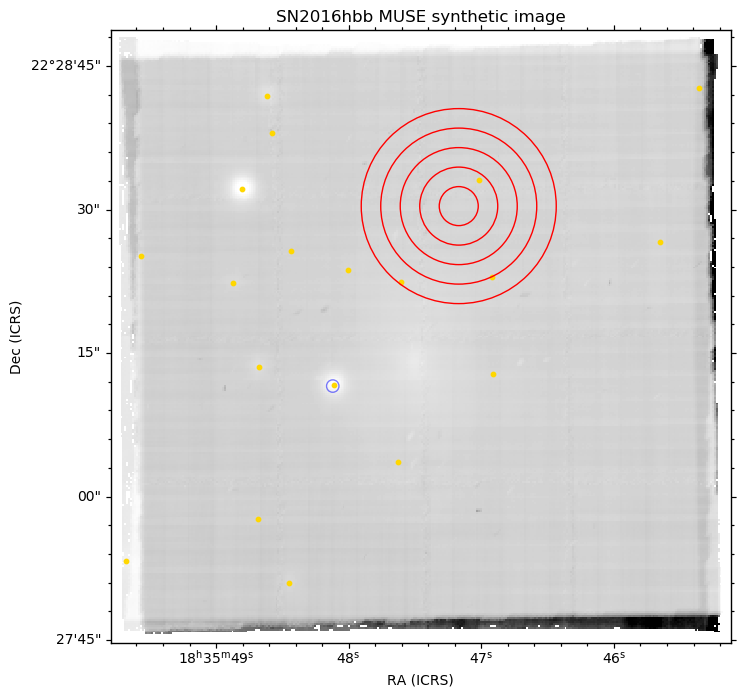 SN2016hbb MUSE synthetic image
22°28'45"
30"
15"
00"
27'45"
Dec (ICRS)
18ʰ35ᵐ49ˢ
48ˢ
47ˢ
46ˢ
RA (ICRS)